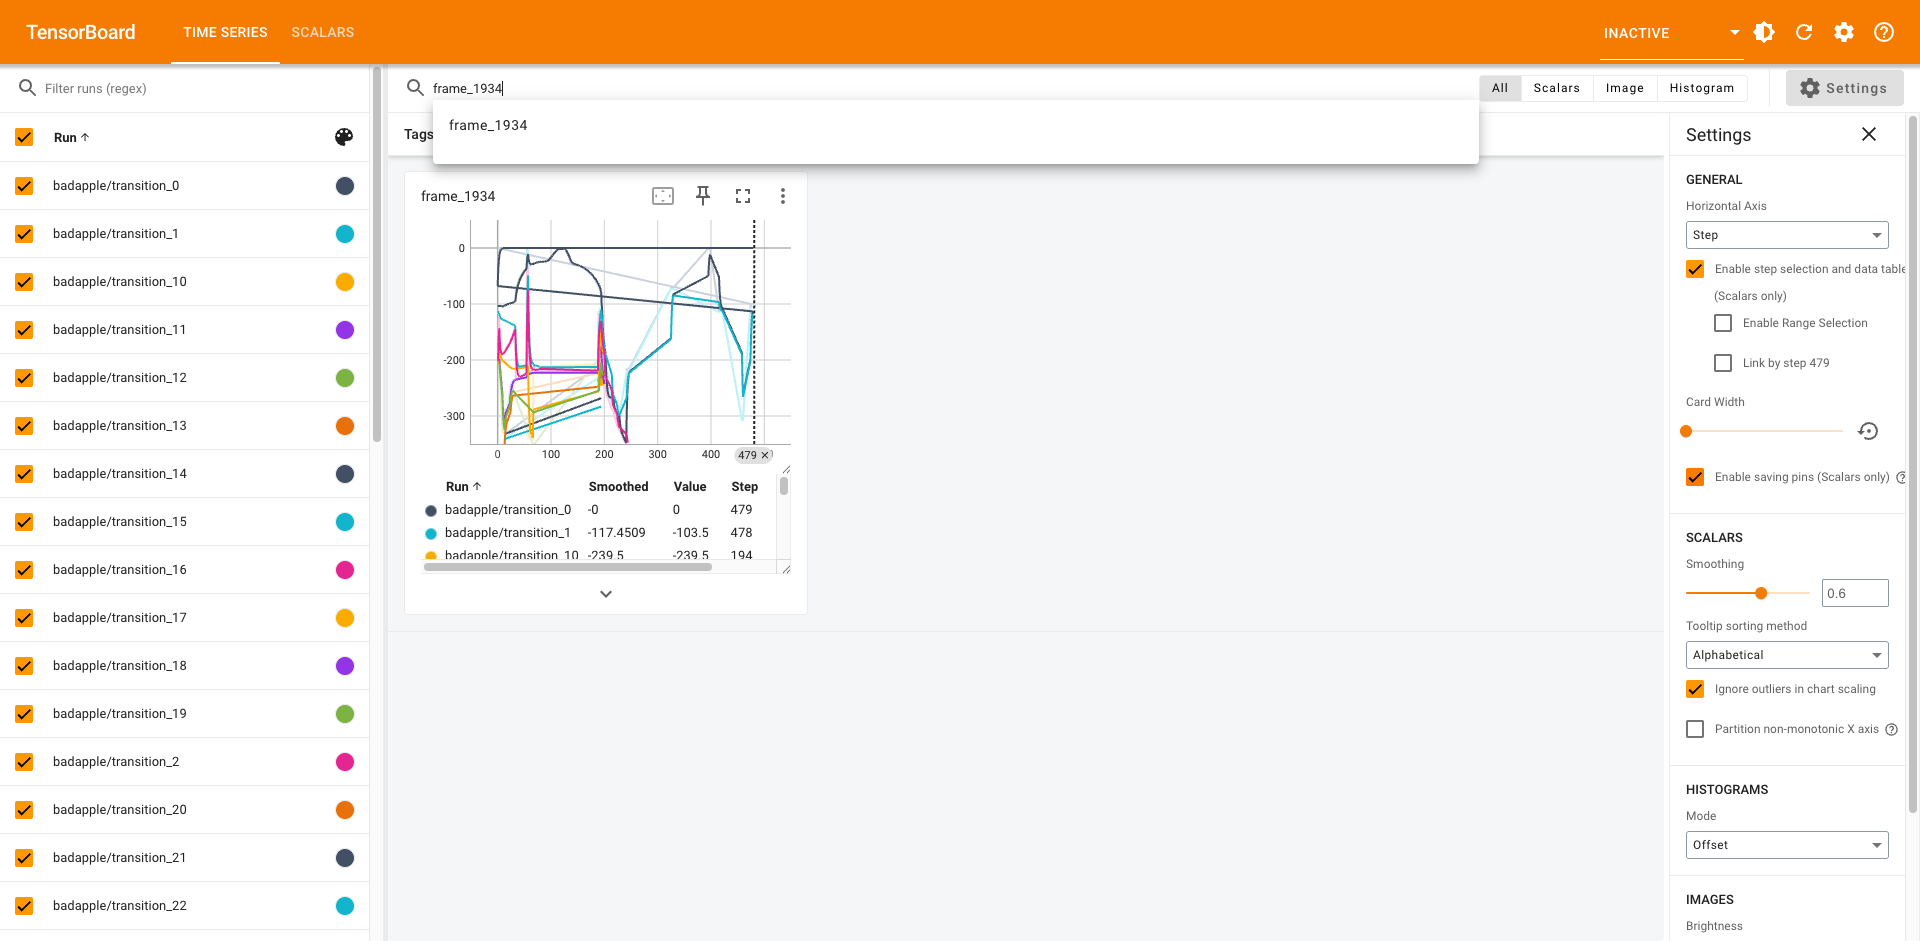 TensorBoard
TIME SERIES
SCALARS
INACTIVE
Filter runs (regex)
frame_1934
All
Scalars
Image
Histogram
Settings
frame_1934
Run
Tags
Settings
badapple/transition_0
badapple/transition_1
badapple/transition_10
badapple/transition_11
badapple/transition_12
badapple/transition_13
badapple/transition_14
badapple/transition_15
badapple/transition_16
badapple/transition_17
badapple/transition_18
badapple/transition_19
badapple/transition_2
badapple/transition_20
badapple/transition_21
badapple/transition_22
frame_1934
0
-100
-200
-300
0 100 200 300 400 479
Run Smoothed Value Step
badapple/transition_0 -0 0 479
badapple/transition_1 -117.4509 -103.5 478
badapple/transition_10 -239.5 -239.5 194
GENERAL
Horizontal Axis
Step
Enable step selection and data table
(Scalars only)
Enable Range Selection
Link by step 479
Card Width
Enable saving pins (Scalars only)
SCALARS
Smoothing
0.6
Tooltip sorting method
Alphabetical
Ignore outliers in chart scaling
Partition non-monotonic X axis
HISTOGRAMS
Mode
Offset
IMAGES
Brightness